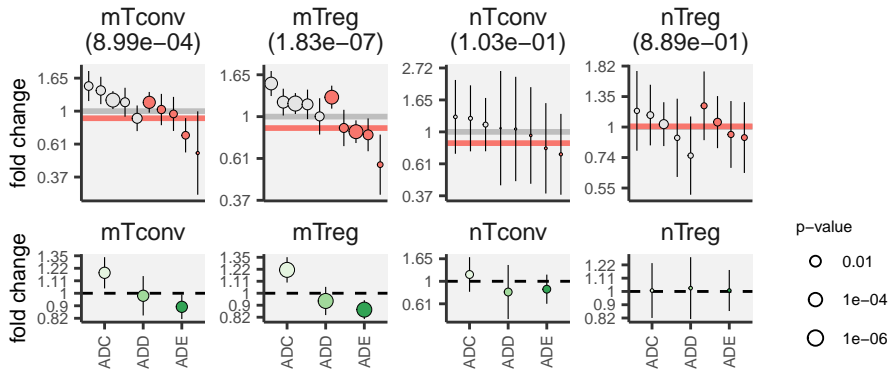 mTconv
(8.99e−04)
mTreg
(1.83e−07)
nTconv
(1.03e−01)
nTreg
(8.89e−01)
fold change
1.65
1
0.61
0.37
1.65
1
0.61
0.37
2.72
1.65
1
0.61
0.37
1.82
1.35
1
0.74
0.55
mTconv
mTreg
nTconv
nTreg
fold change
1.35
1.22
1.11
1
0.9
0.82
1.35
1.22
1.11
1
0.9
0.82
1.65
1
0.61
1.22
1.11
1
0.9
0.82
ADC
ADD
ADE
ADC
ADD
ADE
ADC
ADD
ADE
ADC
ADD
ADE
p−value
0.01
1e−04
1e−06